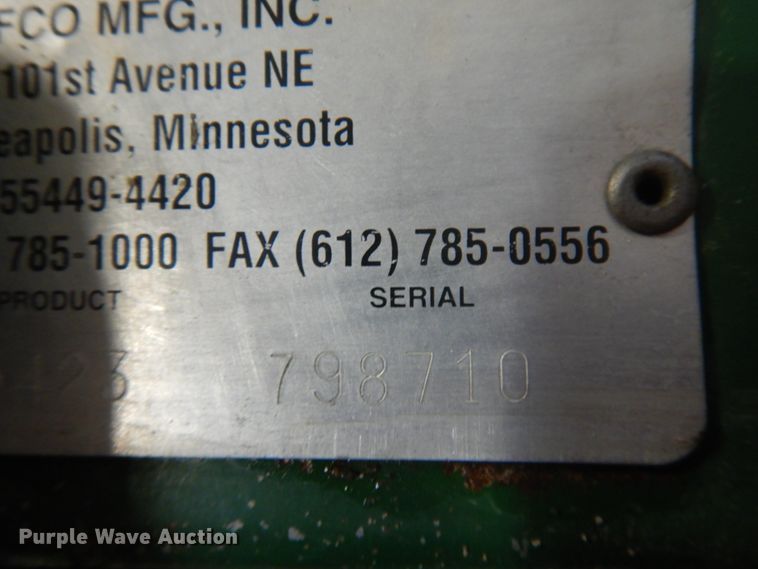 FCO MFG., INC.
101st Avenue NE
eapolis, Minnesota
55449-4420
785-1000 FAX (612) 785-0556
PRODUCT SERIAL
423 798710
Purple Wave Auction